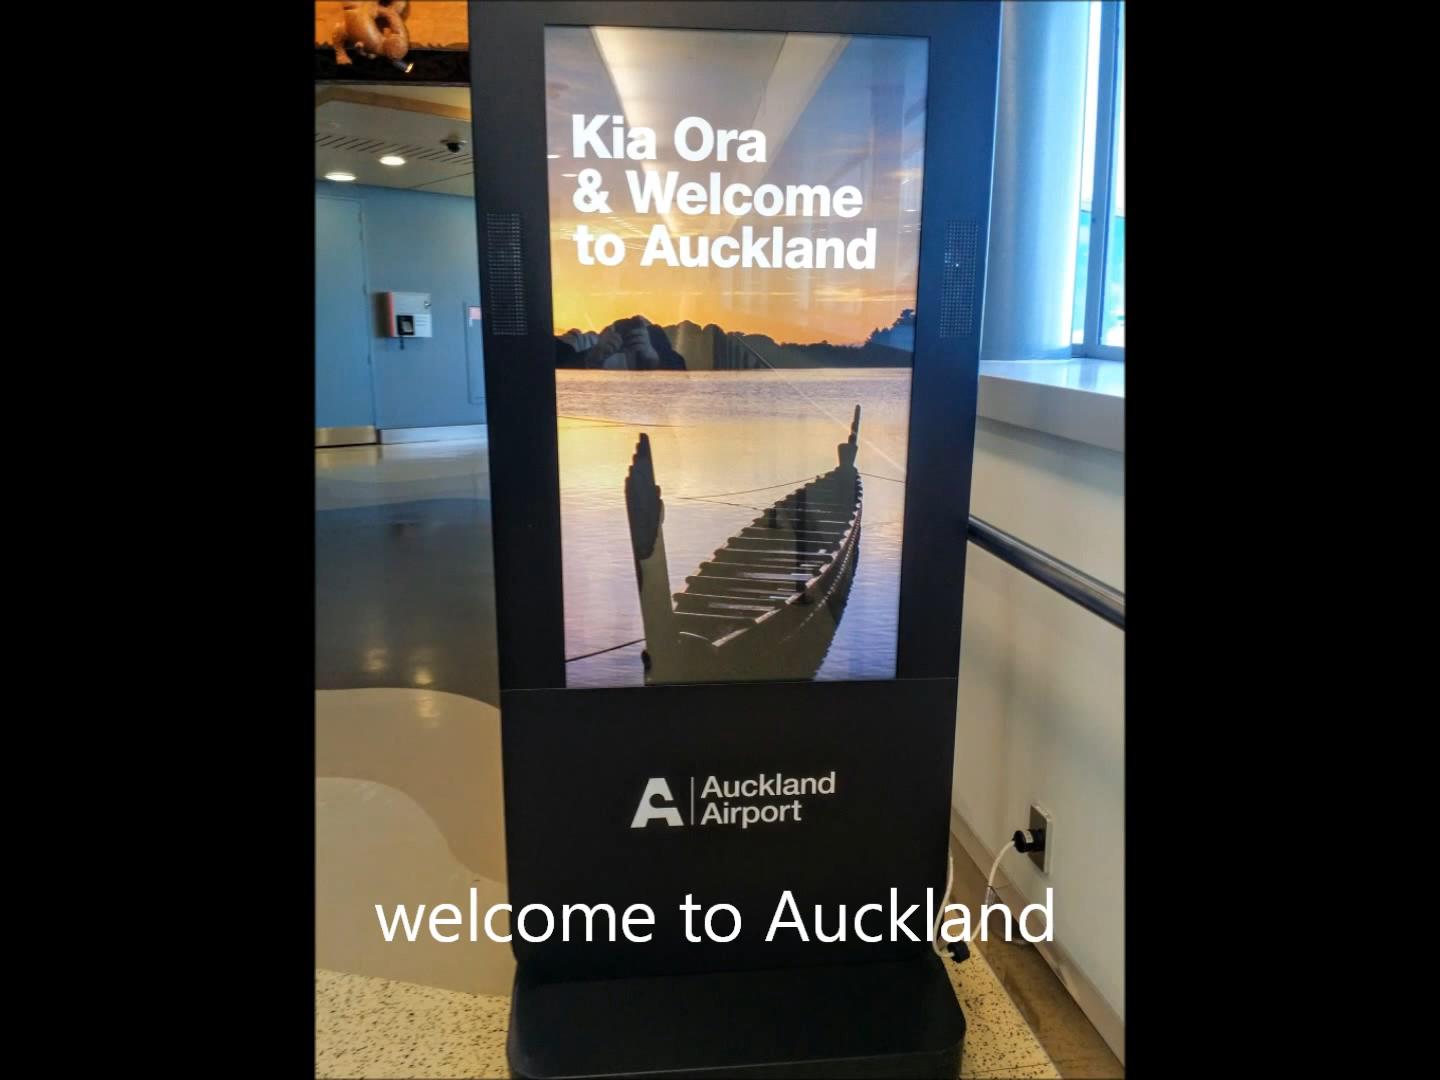 Kia Ora
& Welcome
to Auckland
Auckland
Airport
welcome to Auckland